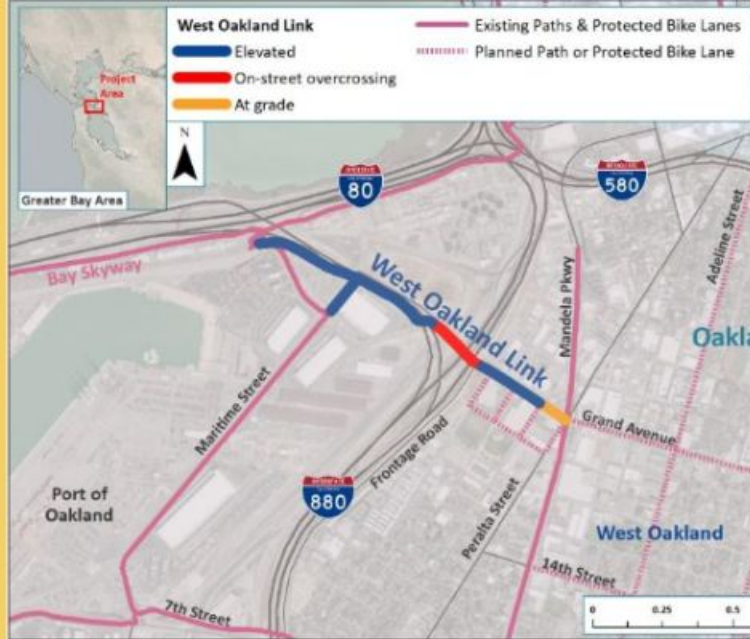 West Oakland Link
Elevated
On-street overcrossing
At grade
Existing Paths & Protected Bike Lanes
Planned Path or Protected Bike Lane
Project
Area
Greater Bay Area
N
80
580
Bay Skyway
West Oakland Link
Mandela Pkwy
Adeline Street
Oakla
Maritime Street
Grand Avenue
Frontage Road
880
Port of
Oakland
Peralta Street
West Oakland
14th Street
7th Street
0 0.25 0.5